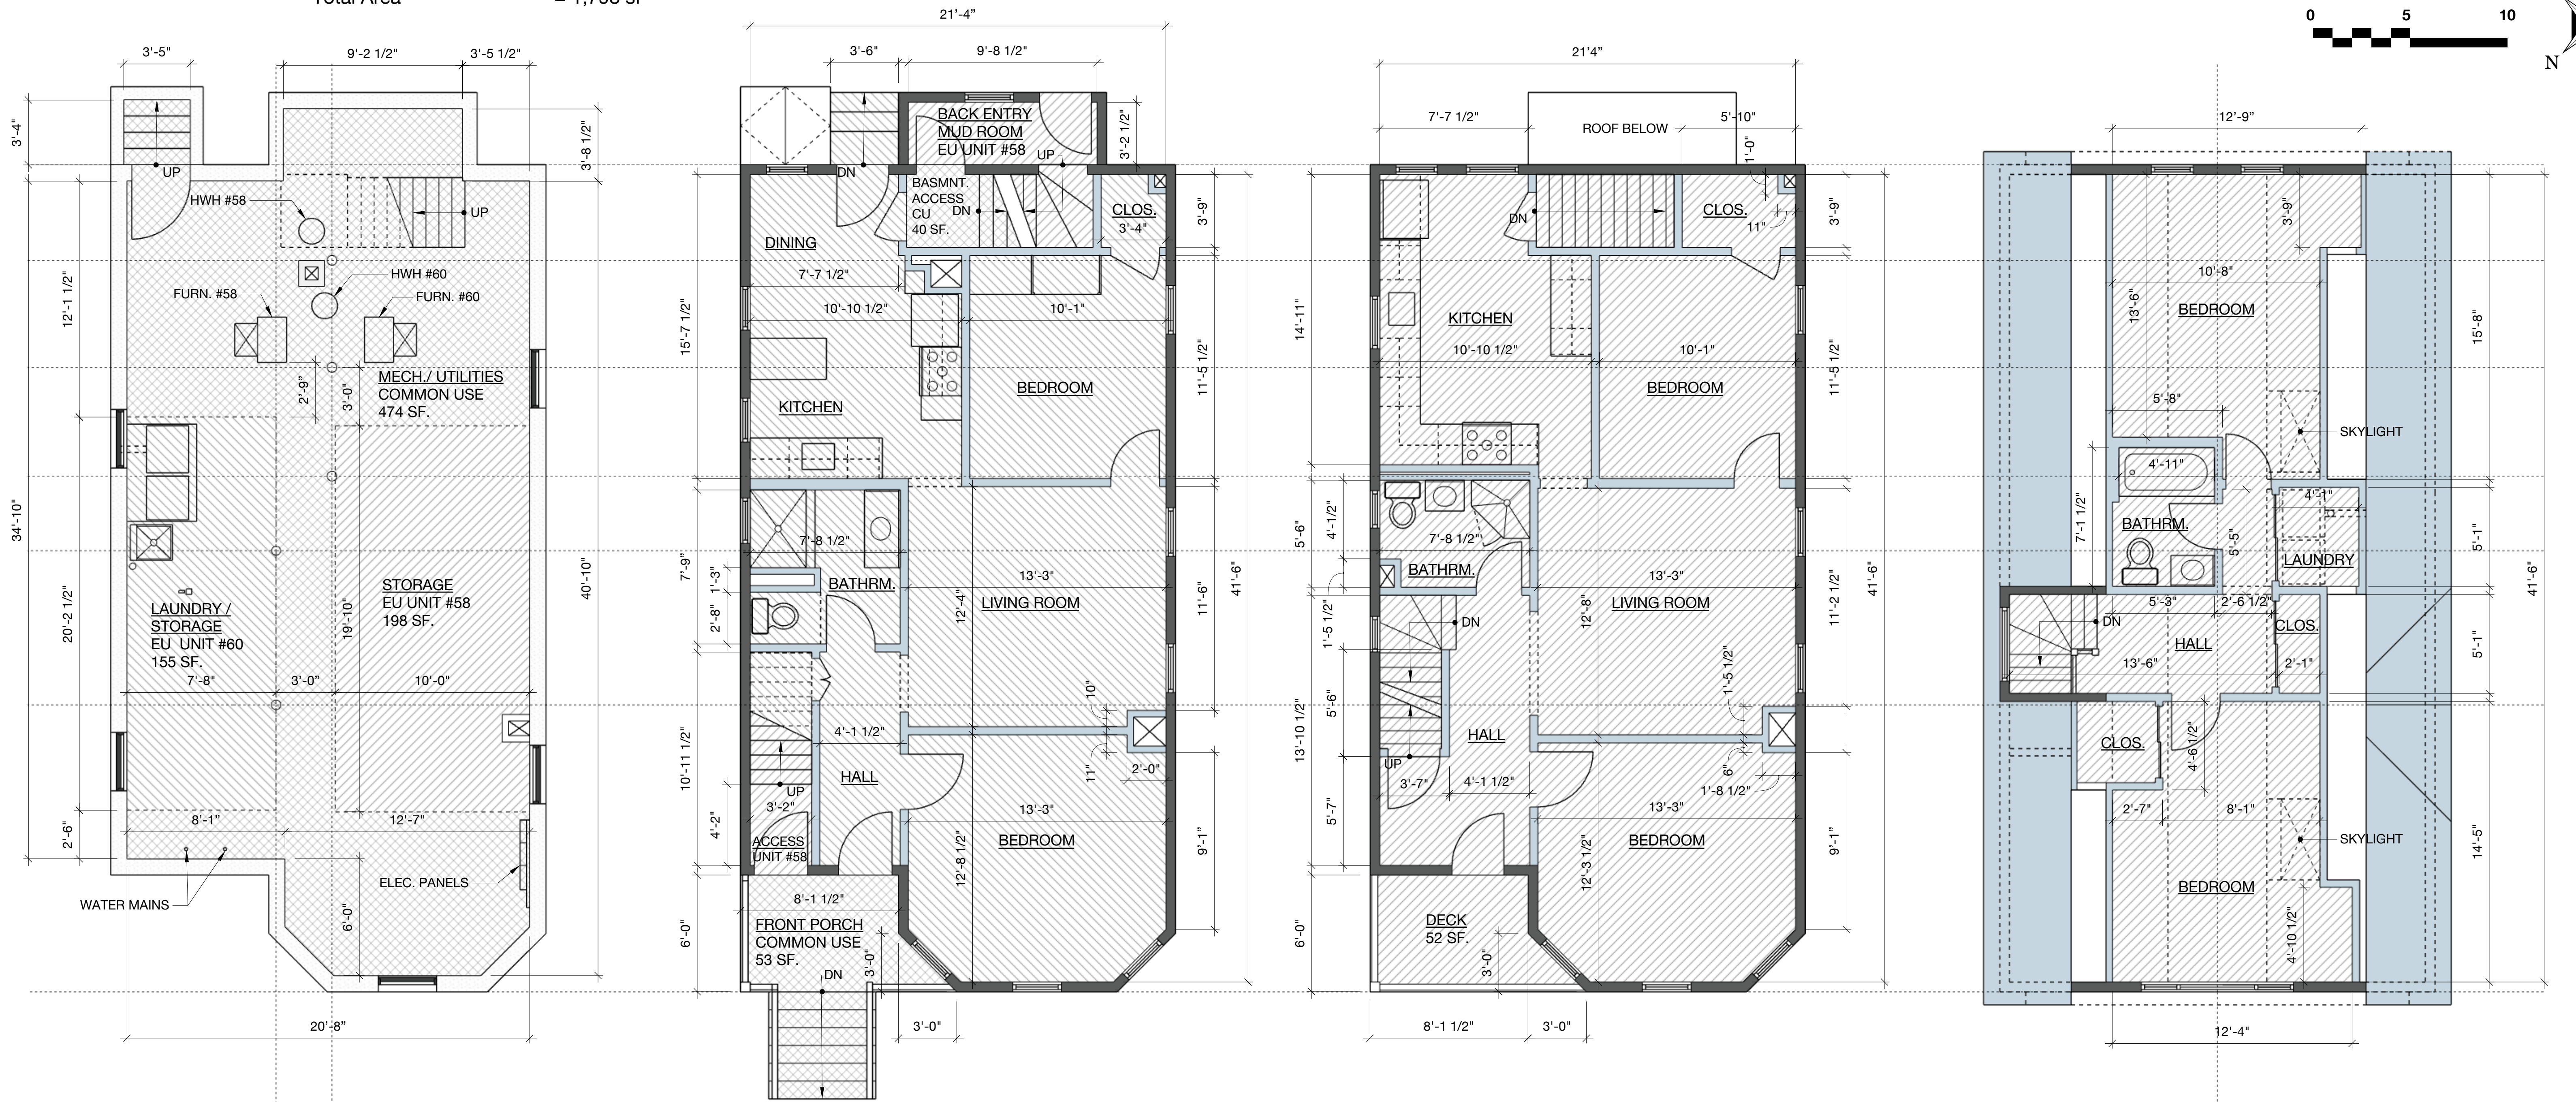 Total Area = 1,798 sf
0 5 10
N
3'-5"
9'-2 1/2"
3'-5 1/2"
3'-4"
3'-8 1/2"
UP
HWH #58
UP
HWH #60
FURN. #58
FURN. #60
12'-1 1/2"
2'-9"
3'-0"
MECH./ UTILITIES
COMMON USE
474 SF.
34'-10"
40'-10"
STORAGE
EU UNIT #58
198 SF.
LAUNDRY /
STORAGE
EU UNIT #60
155 SF.
20'-2 1/2"
19'-10"
7'-8"
3'-0"
10'-0"
2'-6"
8'-1"
12'-7"
ELEC. PANELS
WATER MAINS
6'-0"
20'-8"
21'-4"
3'-6"
9'-8 1/2"
BACK ENTRY
MUD ROOM
EU UNIT #58
3'-2 1/2"
UP
DN
BASMNT.
ACCESS
CU
40 SF.
DN
CLOS.
3'-4"
3'-9"
DINING
7'-7 1/2"
10'-10 1/2"
10'-1"
15'-7 1/2"
11'-5 1/2"
BEDROOM
KITCHEN
7'-8 1/2"
7'-9"
1'-3"
2'-8"
BATHRM.
13'-3"
12'-4"
LIVING ROOM
11'-6"
41'-6"
10"
11"
2'-0"
4'-1 1/2"
HALL
10'-11 1/2"
UP
3'-2"
4'-2"
ACCESS
UNIT #58
13'-3"
BEDROOM
12'-8 1/2"
9'-1"
8'-1 1/2"
FRONT PORCH
COMMON USE
53 SF.
6'-0"
3'-0"
DN
3'-0"
21'4"
7'-7 1/2"
ROOF BELOW
5'-10"
1'-0"
DN
CLOS.
11"
3'-9"
14'-11"
KITCHEN
10'-10 1/2"
10'-1"
BEDROOM
11'-5 1/2"
5'-6"
4'-1/2"
7'-8 1/2"
BATHRM.
13'-3"
LIVING ROOM
12'-8"
11'-2 1/2"
41'-6"
1'-5 1/2"
DN
1'-5 1/2"
5'-6"
13'-10 1/2"
HALL
UP
3'-7"
4'-1 1/2"
6"
1'-8 1/2"
5'-7"
13'-3"
BEDROOM
12'-3 1/2"
9'-1"
DECK
52 SF.
6'-0"
3'-0"
8'-1 1/2"
3'-0"
12'-9"
3'-9"
10'-8"
13'-6"
BEDROOM
15'-8"
5'-8"
SKYLIGHT
4'-11"
4'-1"
7'-1 1/2"
BATHRM.
5'-5"
LAUNDRY
5'-1"
41'-6"
5'-3"
2'-6 1/2"
DN
CLOS.
HALL
5'-1"
13'-6"
2'-1"
CLOS.
4'-6 1/2"
2'-7"
8'-1"
SKYLIGHT
14'-5"
BEDROOM
4'-10 1/2"
12'-4"